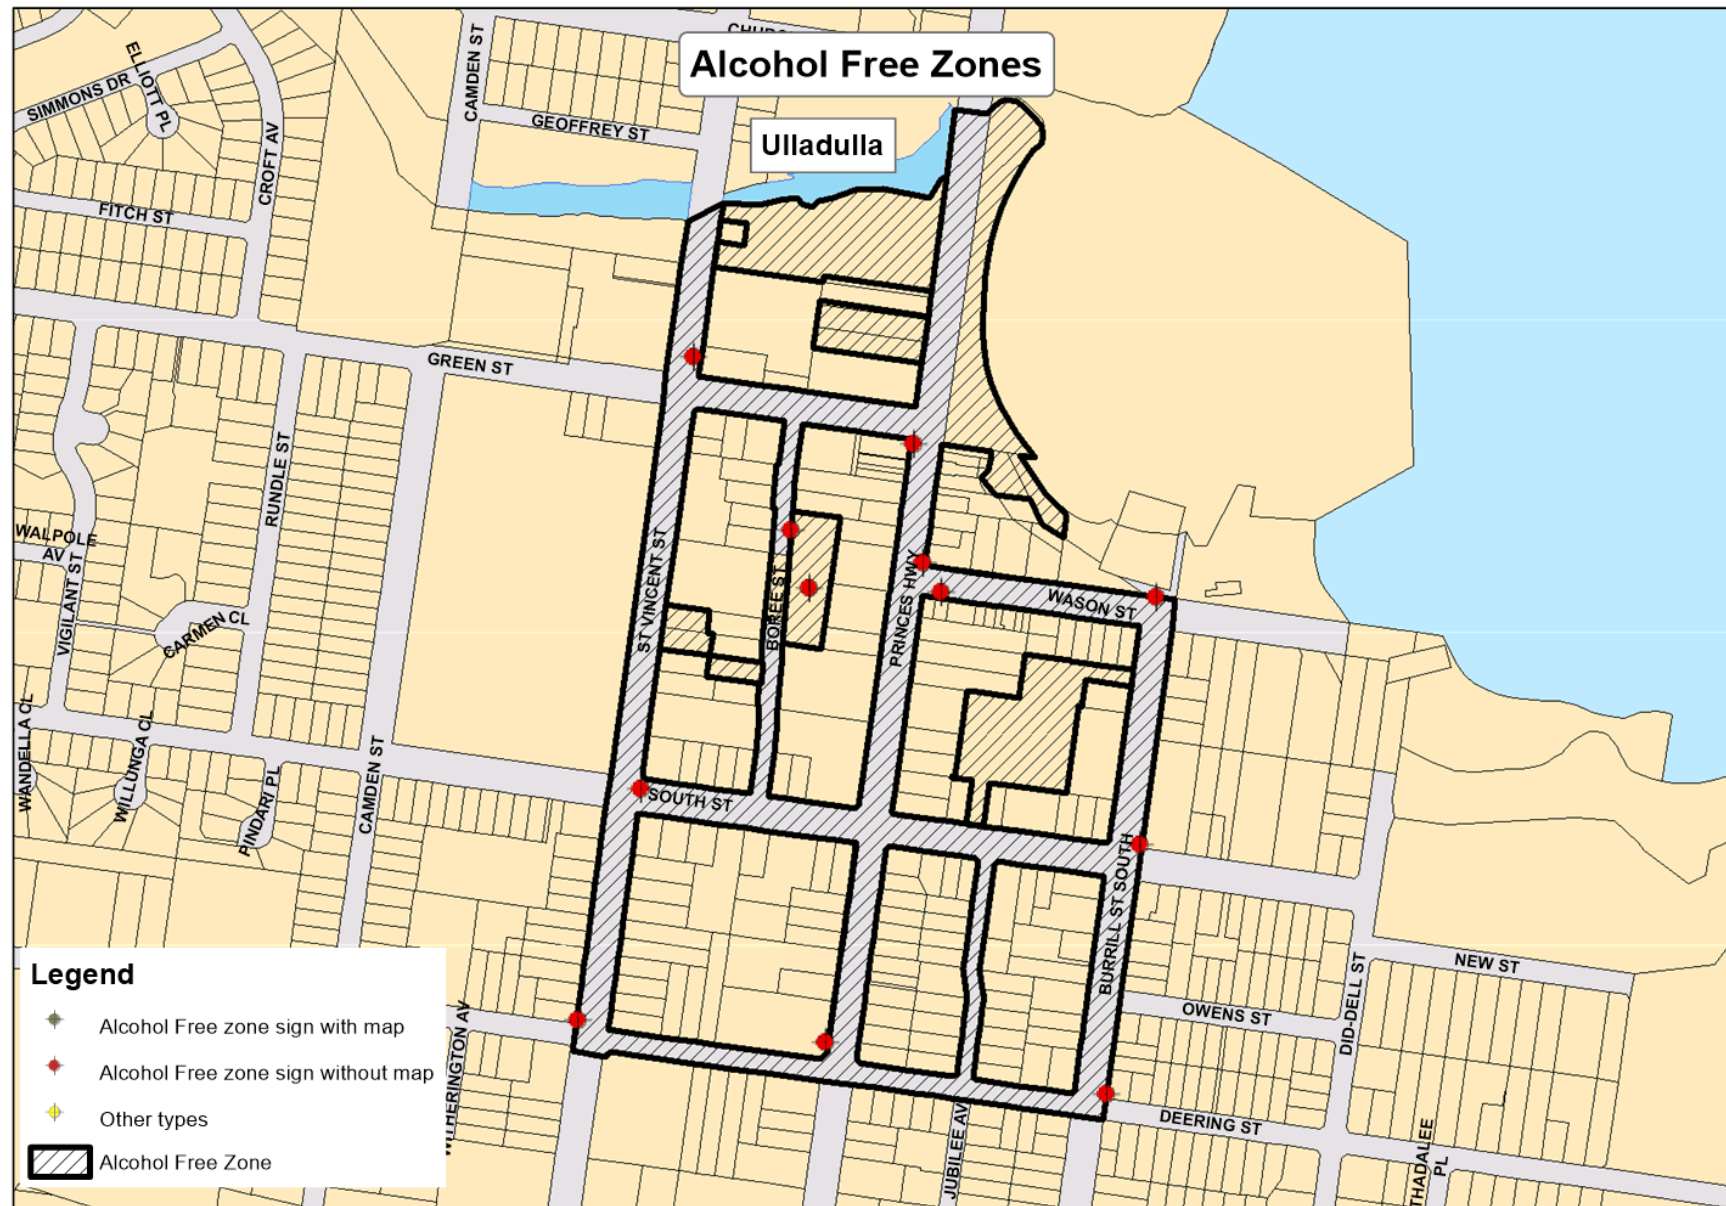 CAMDEN ST
Alcohol Free Zones
ELLIOTT PL
SIMMONS DR
GEOFFREY ST
Ulladulla
CROFT AV
FITCH ST
GREEN ST
RUNDLE ST
WALPOLE
AV
VIGILANT ST
ST VINCENT ST
BOREE ST
PRINCES HWY
WASON ST
CARMEN CL
WANDELLA CL
WILLUNGA CL
PINDARI PL
CAMDEN ST
SOUTH ST
BURRILL ST SOUTH
NEW ST
OWENS ST
DID-DELL ST
WITHERINGTON AV
DEERING ST
JUBILEE AV
THADALEE
PL
Legend
Alcohol Free zone sign with map
Alcohol Free zone sign without map
Other types
Alcohol Free Zone